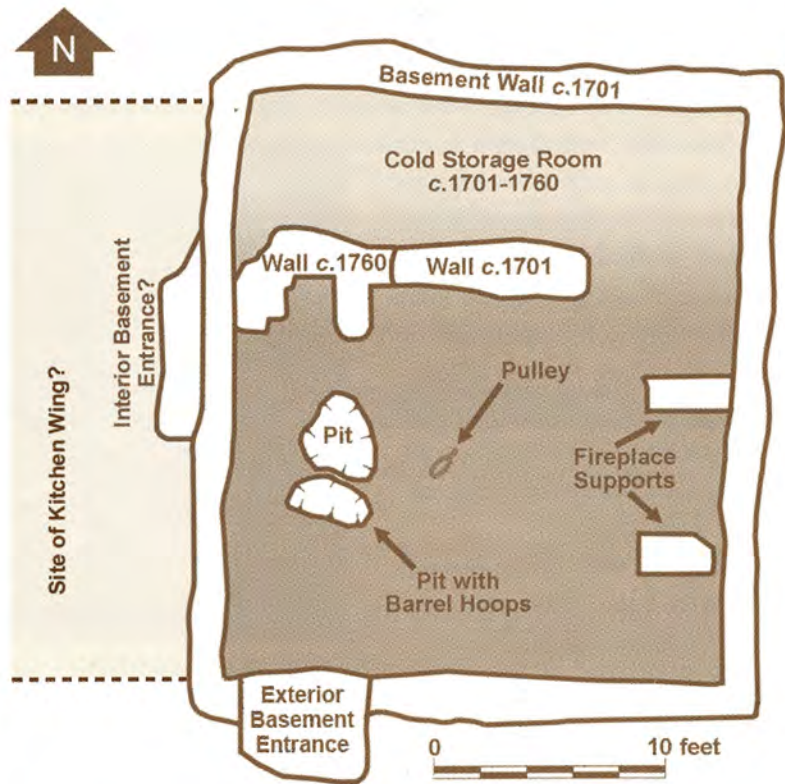 N
Basement Wall c.1701
Cold Storage Room
c.1701-1760
Wall c.1760
Wall c.1701
Interior Basement
Entrance?
Site of Kitchen Wing?
Pulley
Pit
Fireplace
Supports
Pit with
Barrel Hoops
Exterior
Basement
Entrance
0
10 feet